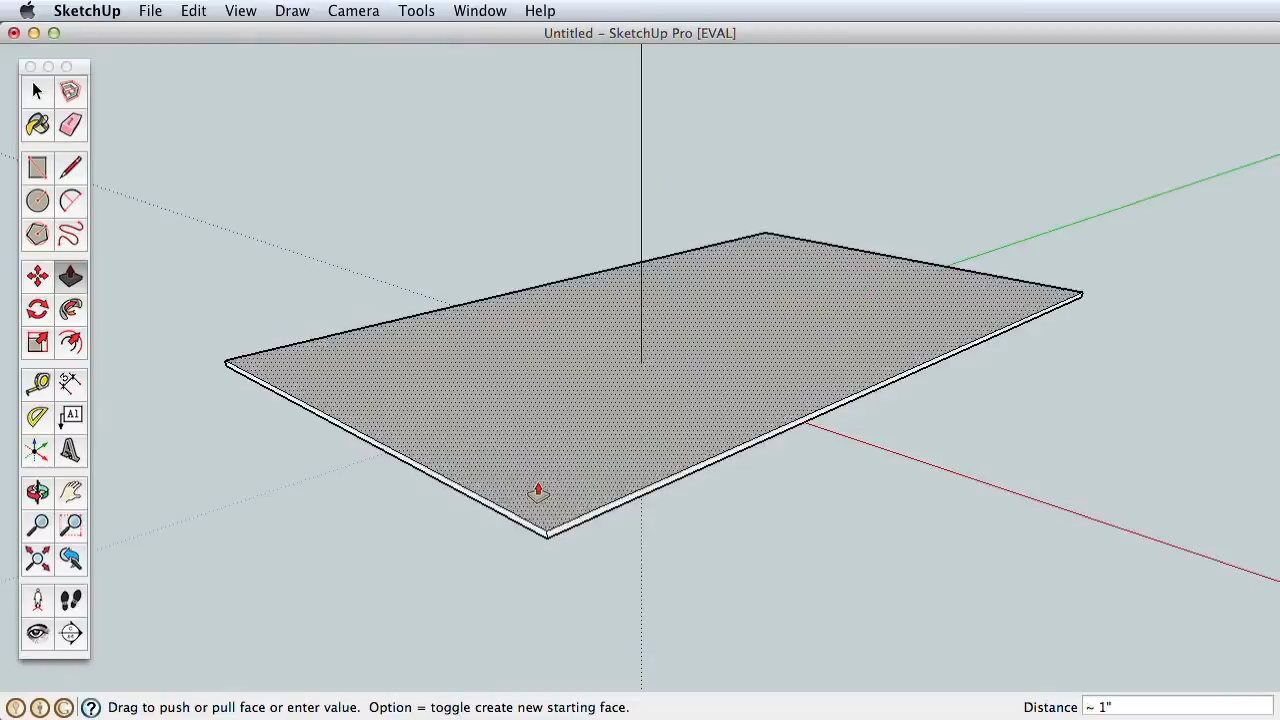 SketchUp File Edit View Draw Camera Tools Window Help
Untitled – SketchUp Pro [EVAL]
A1
Drag to push or pull face or enter value. Option = toggle create new starting face. Distance ~ 1"